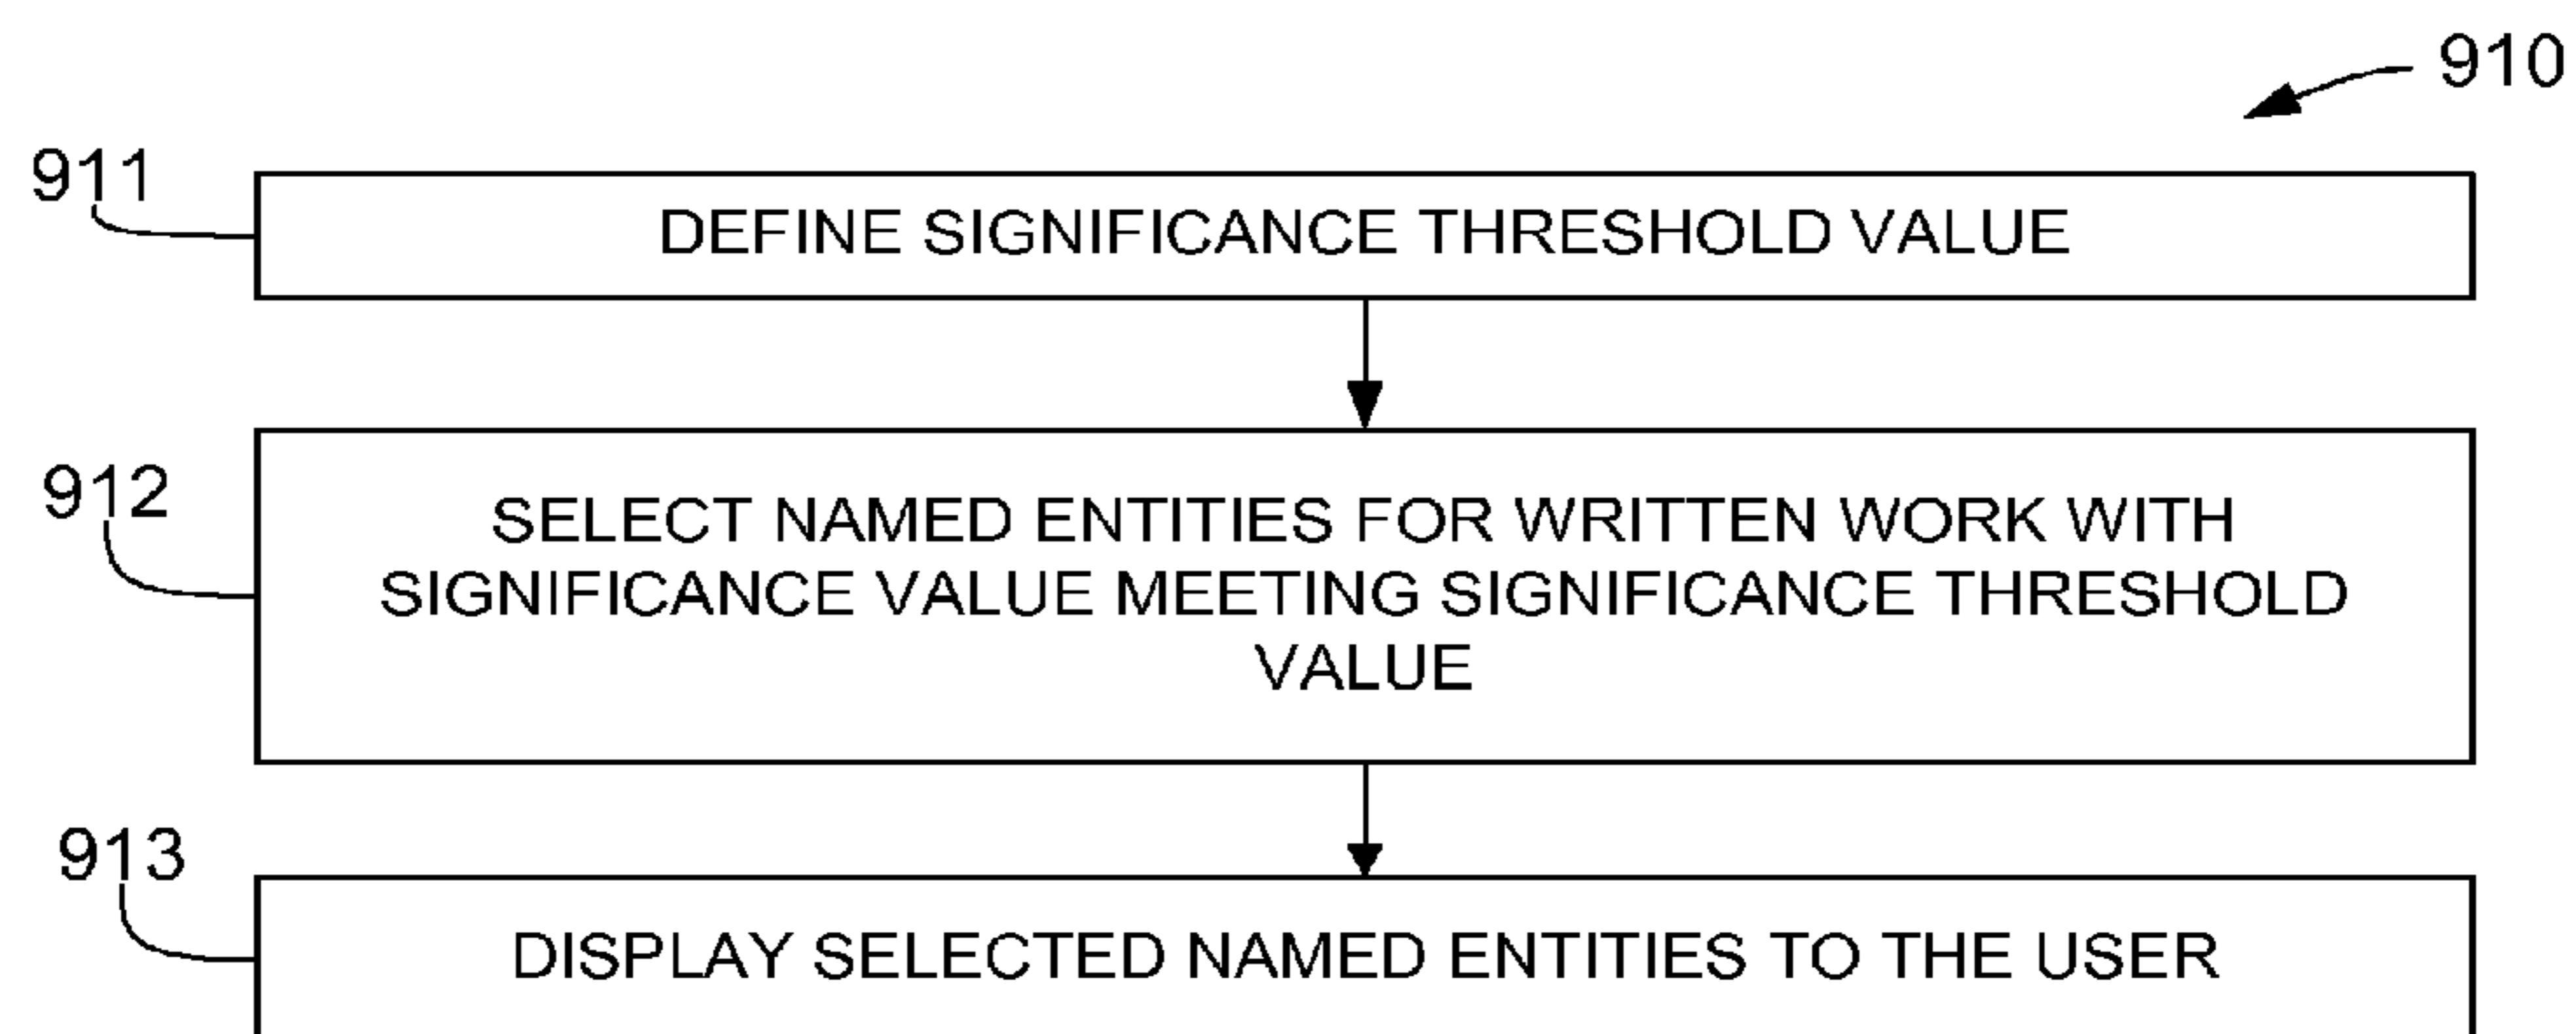 910
911
DEFINE SIGNIFICANCE THRESHOLD VALUE
912
SELECT NAMED ENTITIES FOR WRITTEN WORK WITH
SIGNIFICANCE VALUE MEETING SIGNIFICANCE THRESHOLD
VALUE
913
DISPLAY SELECTED NAMED ENTITIES TO THE USER